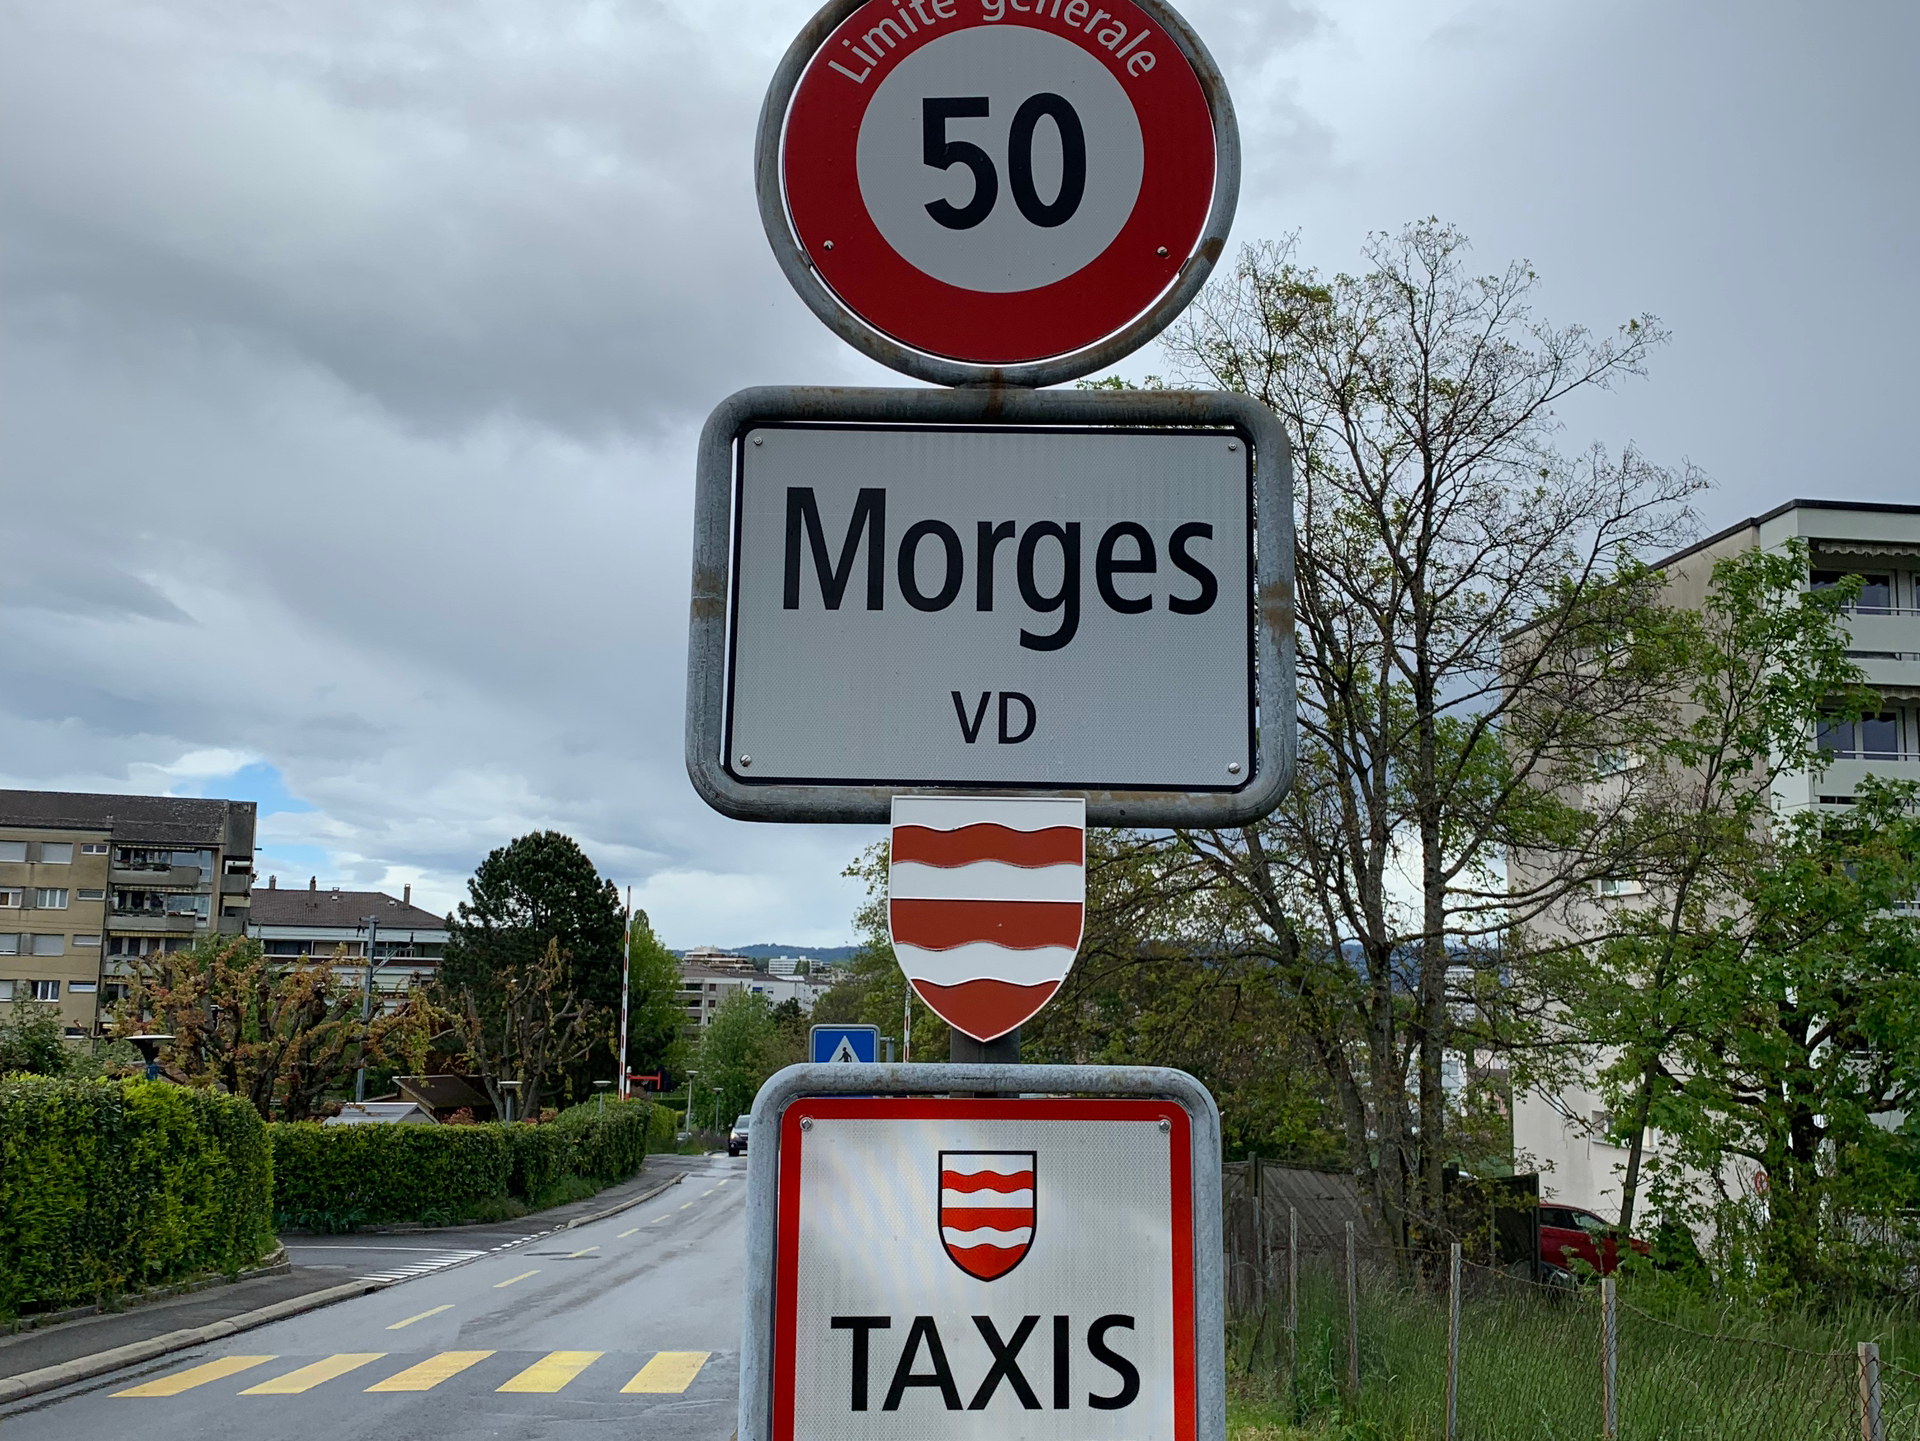 Limite générale
50
Morges
VD
TAXIS